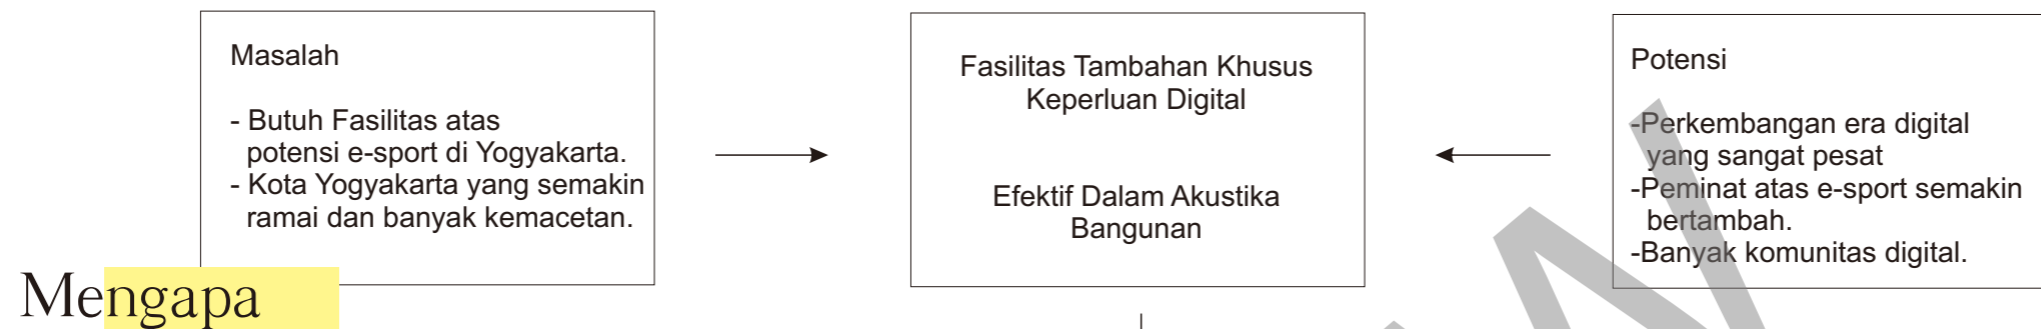 Masalah
- Butuh Fasilitas atas
potensi e-sport di Yogyakarta.
- Kota Yogyakarta yang semakin
ramai dan banyak kemacetan.
Fasilitas Tambahan Khusus
Keperluan Digital
Efektif Dalam Akustika
Bangunan
Potensi
-Perkembangan era digital
yang sangat pesat
-Peminat atas e-sport semakin
bertambah.
-Banyak komunitas digital.
Mengapa